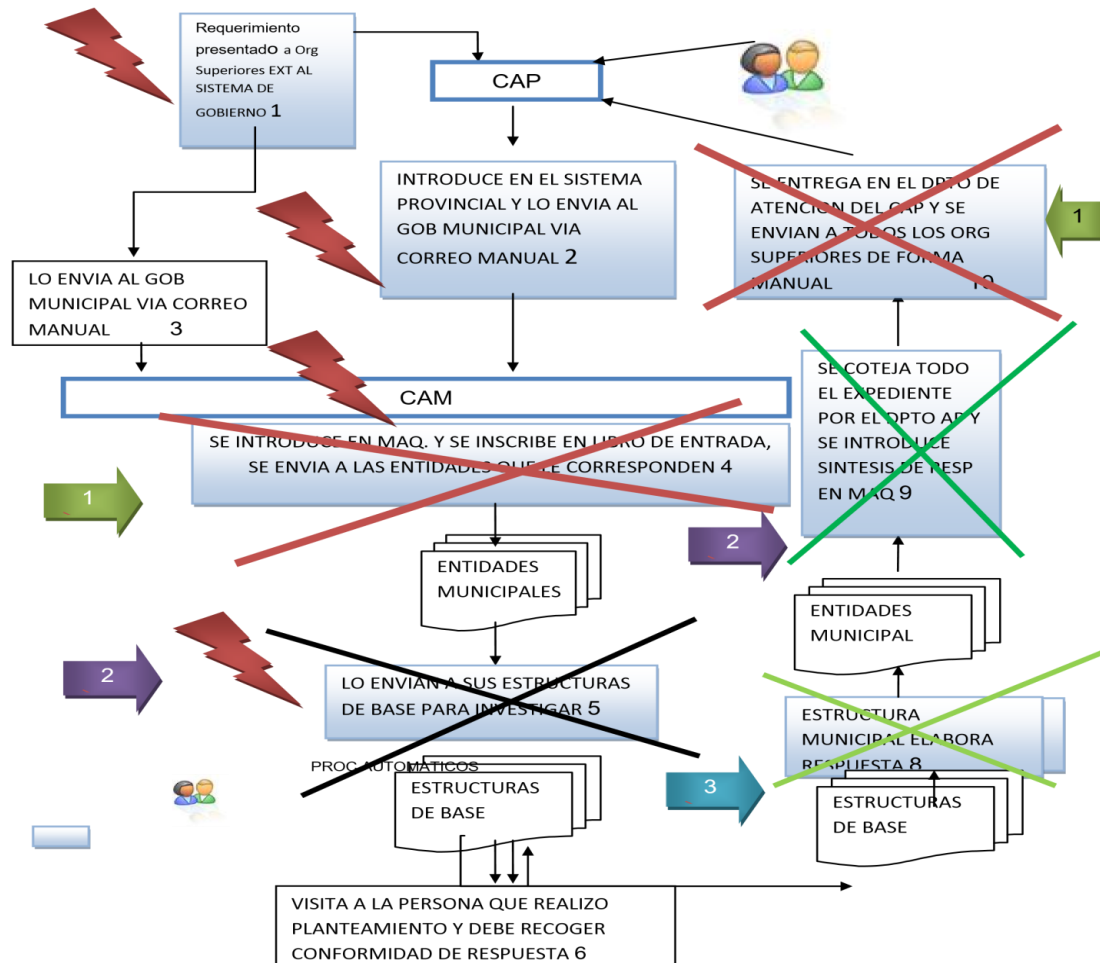 Requerimiento
presentado a Org
Superiores EXT AL
SISTEMA DE
GOBIERNO 1
CAP
INTRODUCE EN EL SISTEMA
PROVINCIAL Y LO ENVIA AL
GOB MUNICIPAL VIA
CORREO MANUAL 2
SE ENTREGA EN EL DPTO DE
ATENCION DEL CAP Y SE
ENVIAN A TODOS LOS ORG
SUPERIORES DE FORMA
MANUAL 10
1
LO ENVIA AL GOB
MUNICIPAL VIA CORREO
MANUAL 3
CAM
SE INTRODUCE EN MAQ. Y SE INSCRIBE EN LIBRO DE ENTRADA,
SE ENVIA A LAS ENTIDADES QUE LE CORRESPONDEN 4
1
SE COTEJA TODO
EL EXPEDIENTE
POR EL DPTO AP Y
SE INTRODUCE
SINTESIS DE RESP
EN MAQ 9
2
ENTIDADES
MUNICIPALES
ENTIDADES
MUNICIPAL
2
LO ENVIAN A SUS ESTRUCTURAS
DE BASE PARA INVESTIGAR 5
ESTRUCTURA
MUNICIPAL ELABORA
RESPUESTA 8
3
PROC AUTOMATICOS
ESTRUCTURAS
DE BASE
ESTRUCTURAS
DE BASE
VISITA A LA PERSONA QUE REALIZO
PLANTEAMIENTO Y DEBE RECOGER
CONFORMIDAD DE RESPUESTA 6